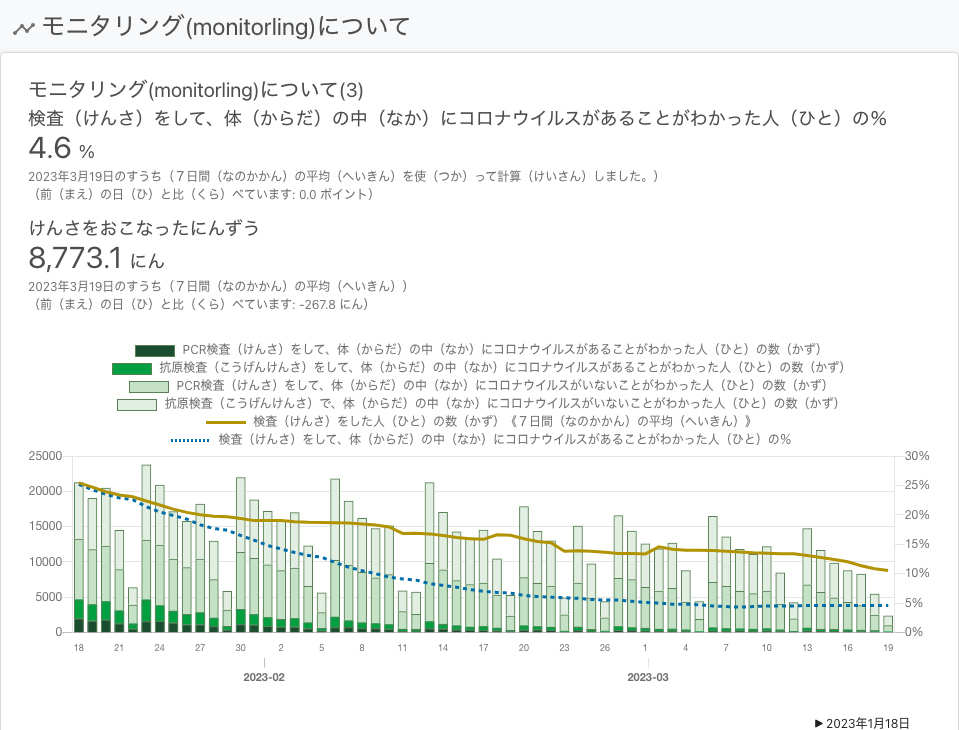 モニタリング(monitorling)について
モニタリング(monitorling)について(3)
検査（けんさ）をして、体（からだ）の中（なか）にコロナウイルスがあることがわかった人（ひと）の%
4.6 %
2023年3月19日のすうち（７日間（なのかかん）の平均（へいきん）を使（つか）って計算（けいさん）しました。）
（前（まえ）の日（ひ）と比（くら）べています: 0.0 ポイント）
けんさをおこなったにんずう
8,773.1 にん
2023年3月19日のすうち（７日間（なのかかん）の平均（へいきん））
（前（まえ）の日（ひ）と比（くら）べています: -267.8 にん）
PCR検査（けんさ）をして、体（からだ）の中（なか）にコロナウイルスがあることがわかった人（ひと）の数（かず）
抗原検査（こうげんけんさ）をして、体（からだ）の中（なか）にコロナウイルスがあることがわかった人（ひと）の数（かず）
PCR検査（けんさ）をして、体（からだ）の中（なか）にコロナウイルスがいないことがわかった人（ひと）の数（かず）
抗原検査（こうげんけんさ）で、体（からだ）の中（なか）にコロナウイルスがいないことがわかった人（ひと）の数（かず）
検査（けんさ）をした人（ひと）の数（かず）《７日間（なのかかん）の平均（へいきん）》
検査（けんさ）をして、体（からだ）の中（なか）にコロナウイルスがあることがわかった人（ひと）の%
25000 30%
20000 25%
15000 20%
10000 15%
5000 10%
0 5%
0%
18 21 24 27 30 2 5 8 11 14 17 20 23 26 1 4 7 10 13 16 19
2023-02 2023-03
▶ 2023年1月18日